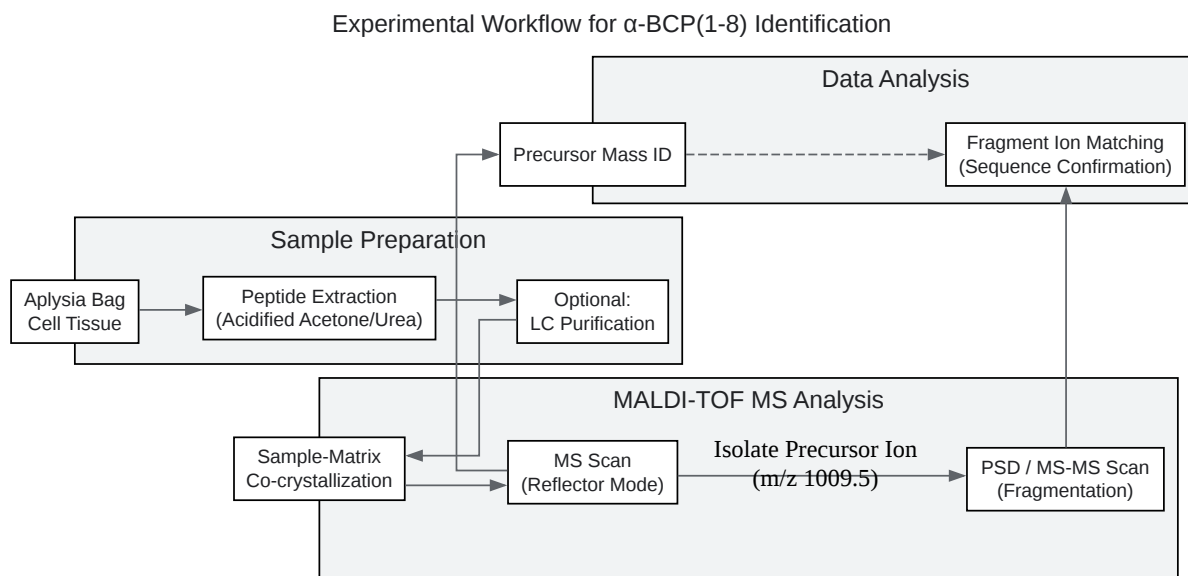 Experimental Workflow for α-BCP(1-8) Identification
Data Analysis
Precursor Mass ID
Fragment Ion Matching
(Sequence Confirmation)
Sample Preparation
Aplysia Bag
Cell Tissue
Peptide Extraction
(Acidified Acetone/Urea)
Optional:
LC Purification
MALDI-TOF MS Analysis
Sample-Matrix
Co-crystallization
MS Scan
(Reflector Mode)
Isolate Precursor Ion
(m/z 1009.5)
PSD / MS-MS Scan
(Fragmentation)